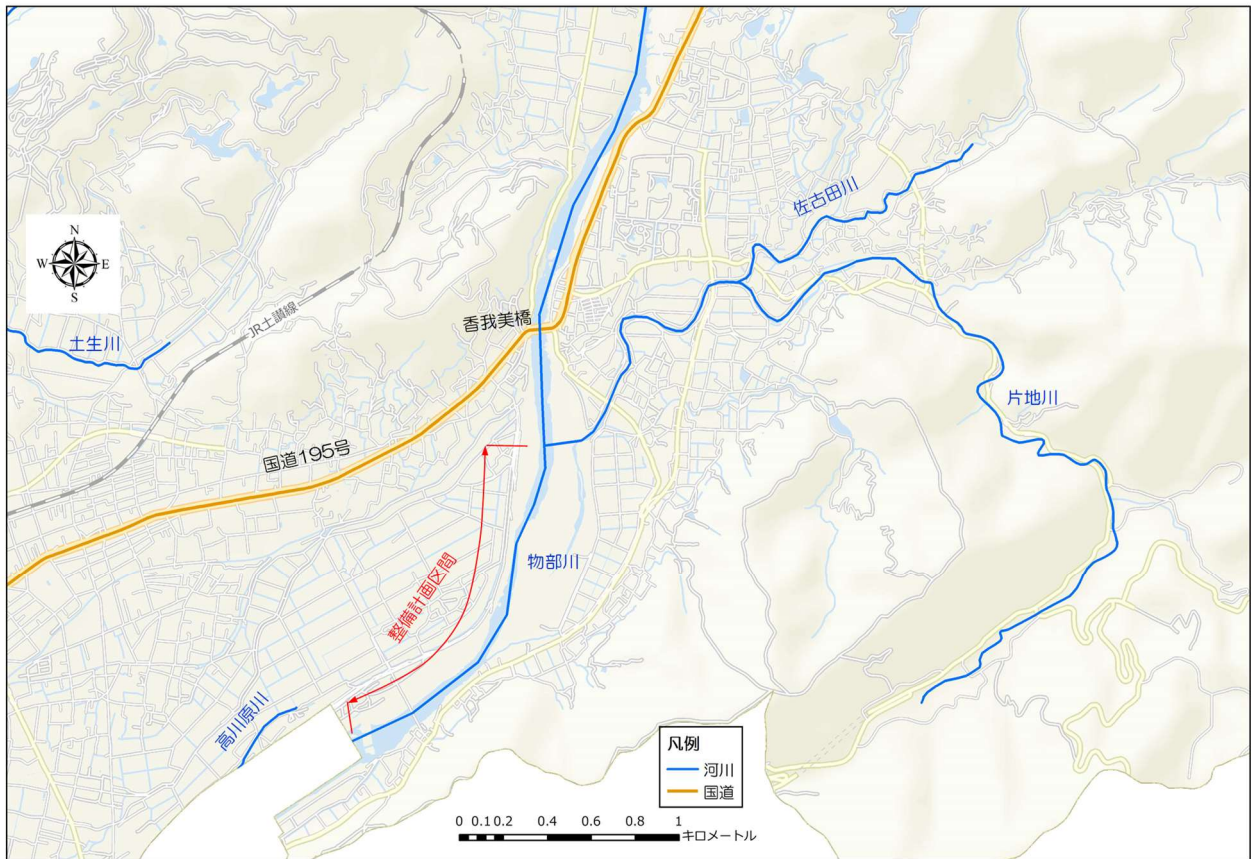 佐古田川
N
W
E
S
香我美橋
JR土讃線
土生川
片地川
国道195号
物部川
整備計画区間
高川原川
凡例
河川
国道
0 0.1 0.2 0.4 0.6 0.8 1
キロメートル